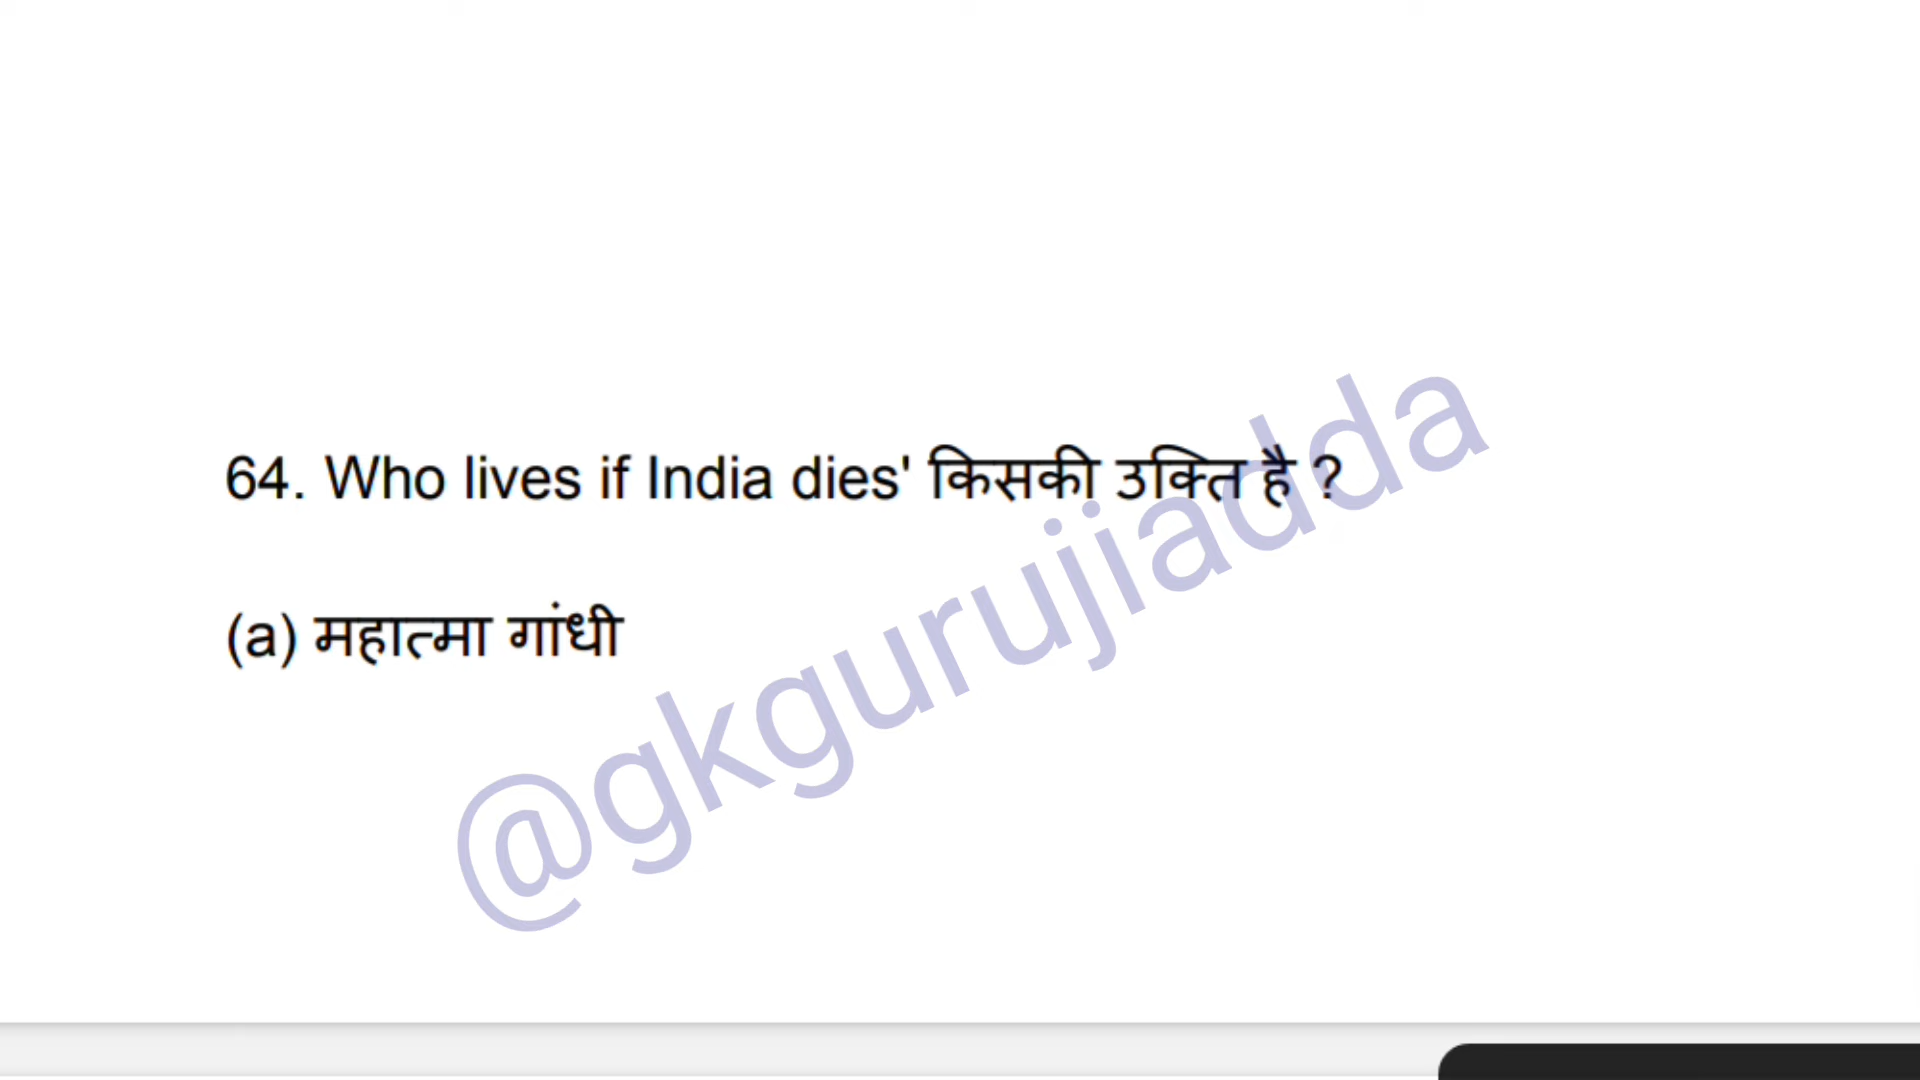 64. Who lives if India dies' किसकी उक्ति है ?
(a) महात्मा गांधी
@gkgurujiadda